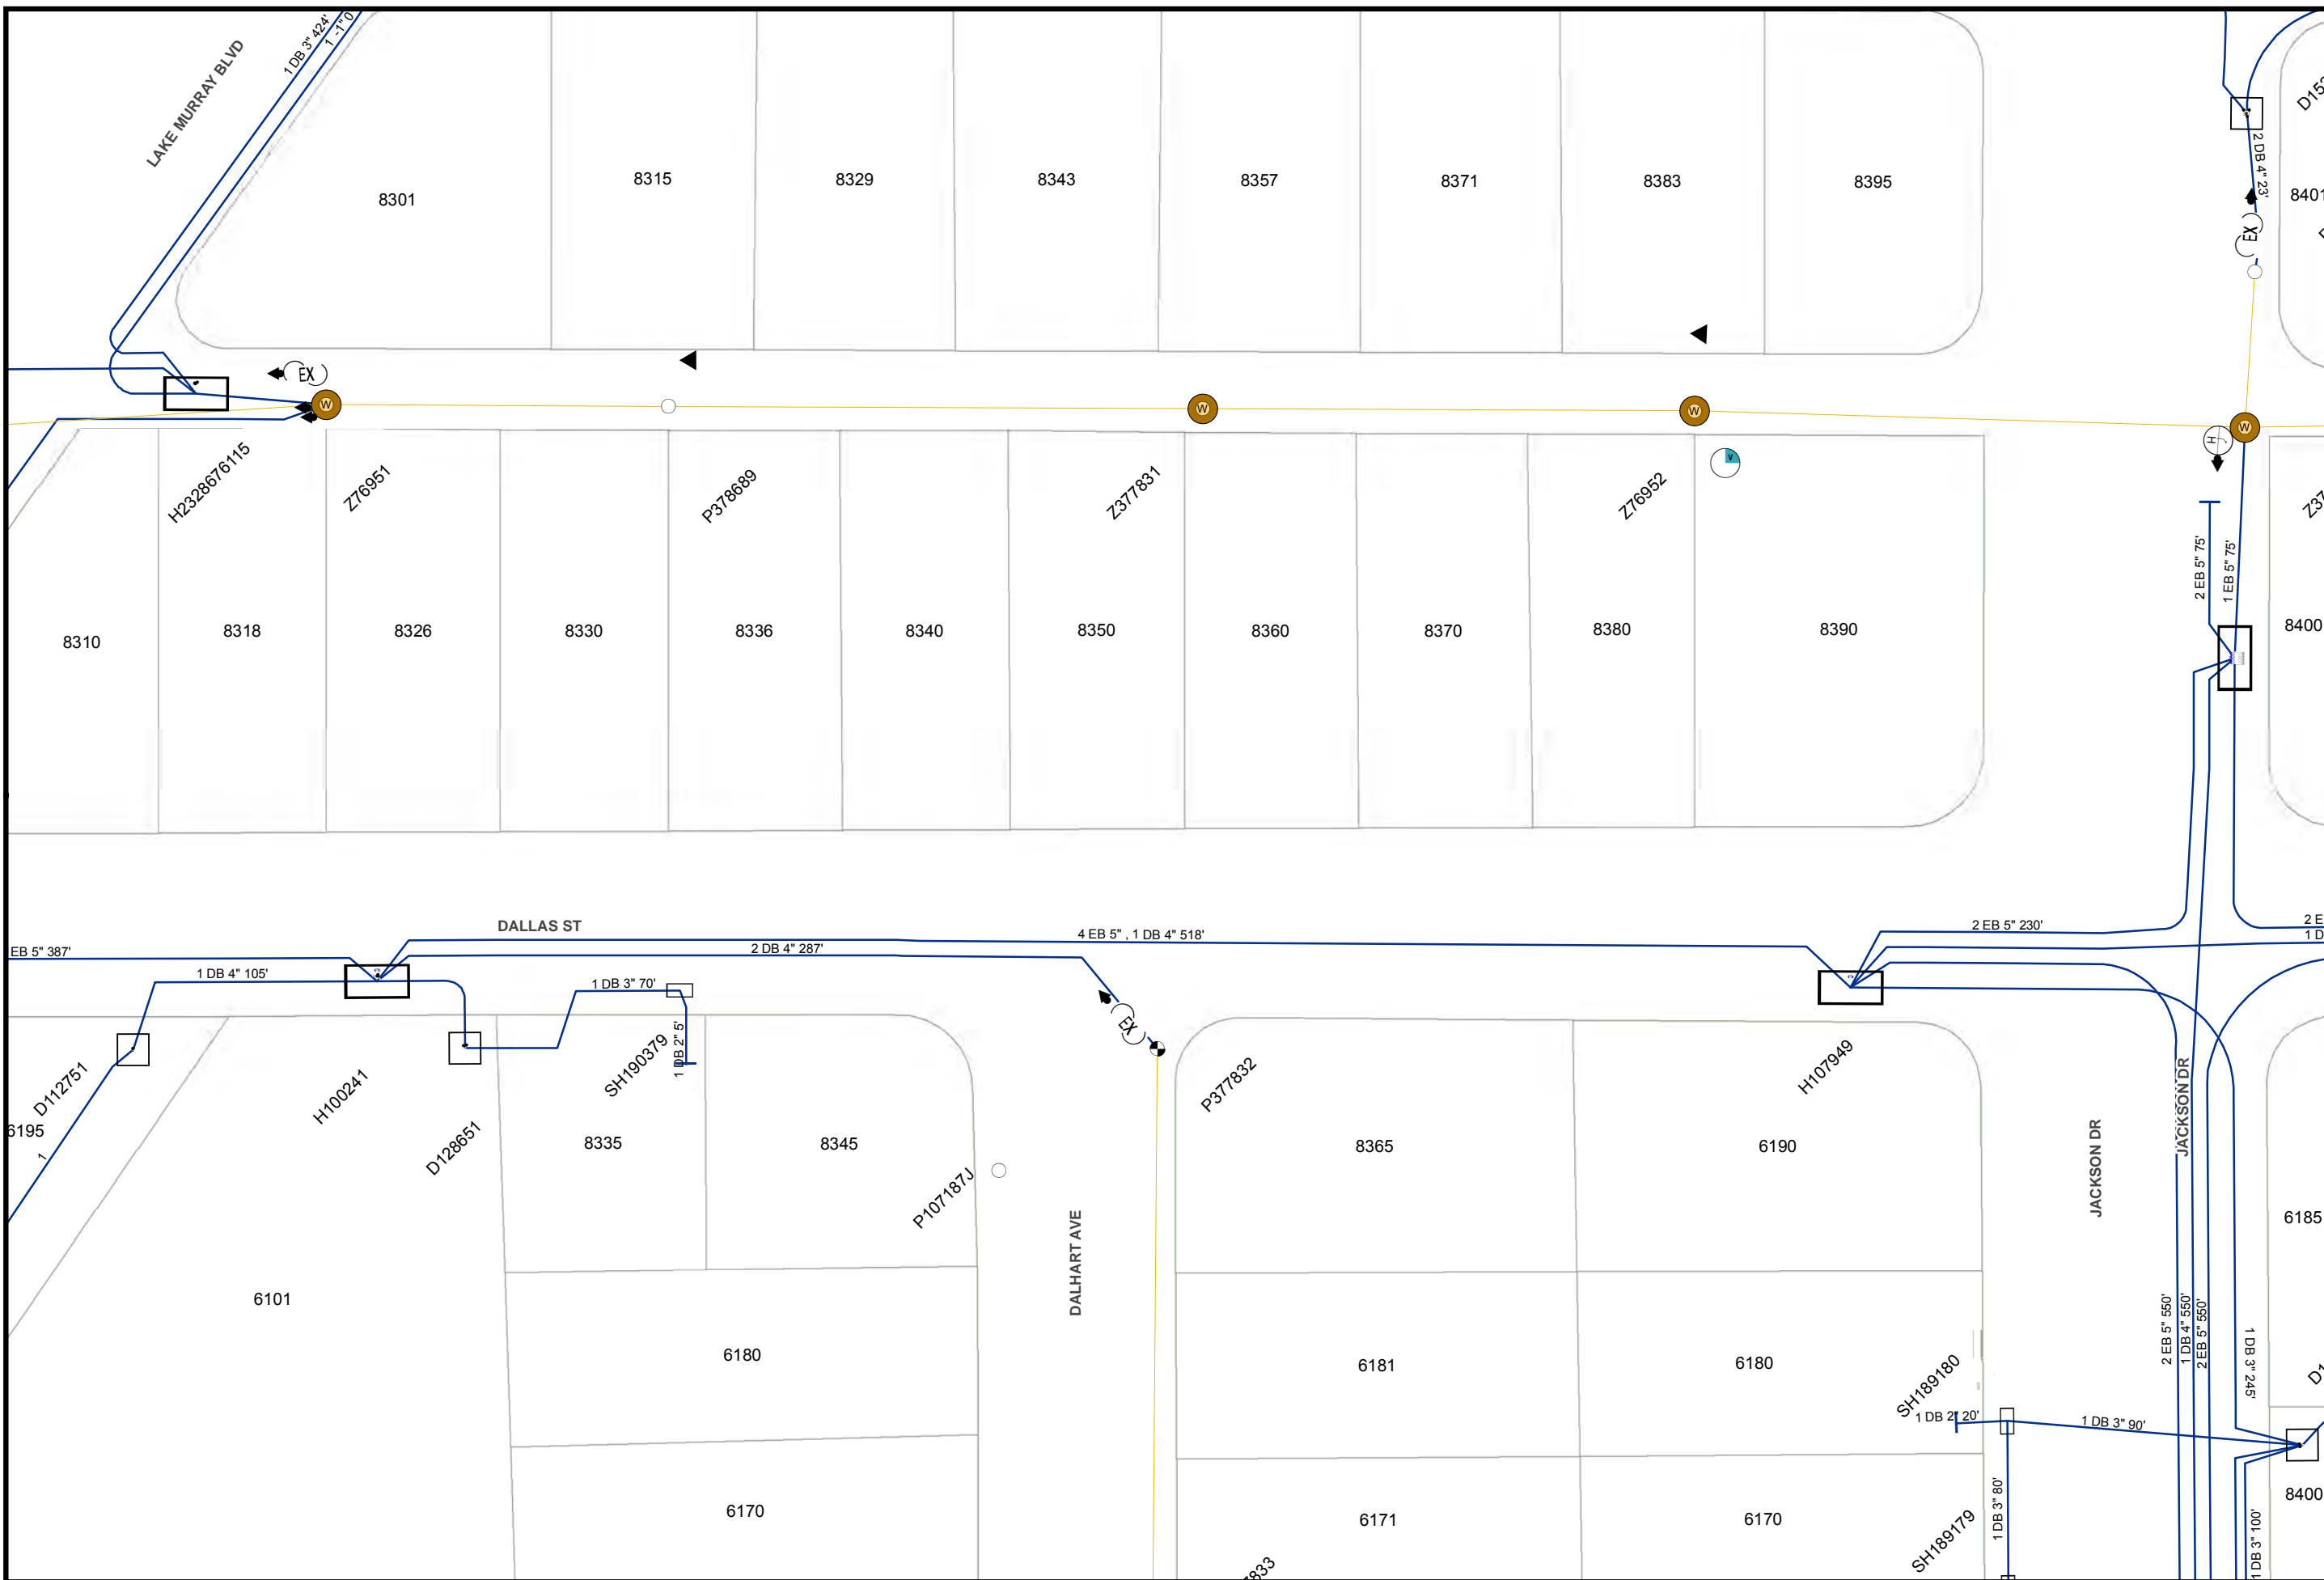 LAKE MURRAY BLVD
1 DB 3" 424'
8301
8315
8329
8343
8357
8371
8383
8395
2 DB 4" 23'
8401
EX
EX
W
W
W
W
H
V
H2328676115
Z76951
P378689
Z377831
Z76952
8310
8318
8326
8330
8336
8340
8350
8360
8370
8380
8390
2 EB 5" 75'
1 EB 5" 75'
8400
DALLAS ST
EB 5" 387'
1 DB 4" 105'
2 DB 4" 287'
4 EB 5" , 1 DB 4" 518'
2 EB 5" 230'
1 DB 3" 70'
1 DB 2" 5'
EX
D112751
H100241
D128651
SH190379
P377832
H107949
6195
1
8335
8345
8365
6190
P107187J
DALHART AVE
JACKSON DR
JACKSON DR
6185
6101
6180
6181
6180
2 EB 5" 550'
1 DB 4" 550'
2 EB 5" 550'
1 DB 3" 245'
SH189180
1 DB 2" 20'
1 DB 3" 90'
6170
6171
6170
SH189179
1 DB 3" 80'
1 DB 3" 100'
8400